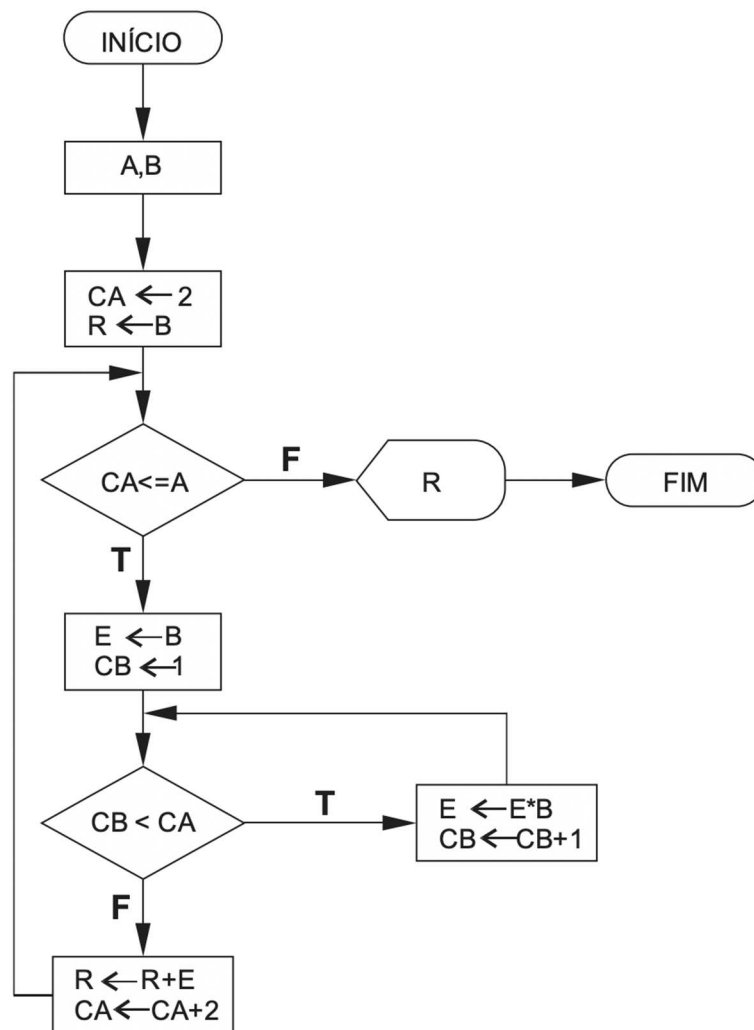 INÍCIO
A,B
CA ← 2
R ← B
CA<=A
F
R
FIM
T
E ← B
CB ← 1
CB < CA
T
E ← E*B
CB ← CB+1
F
R ← R+E
CA ← CA+2